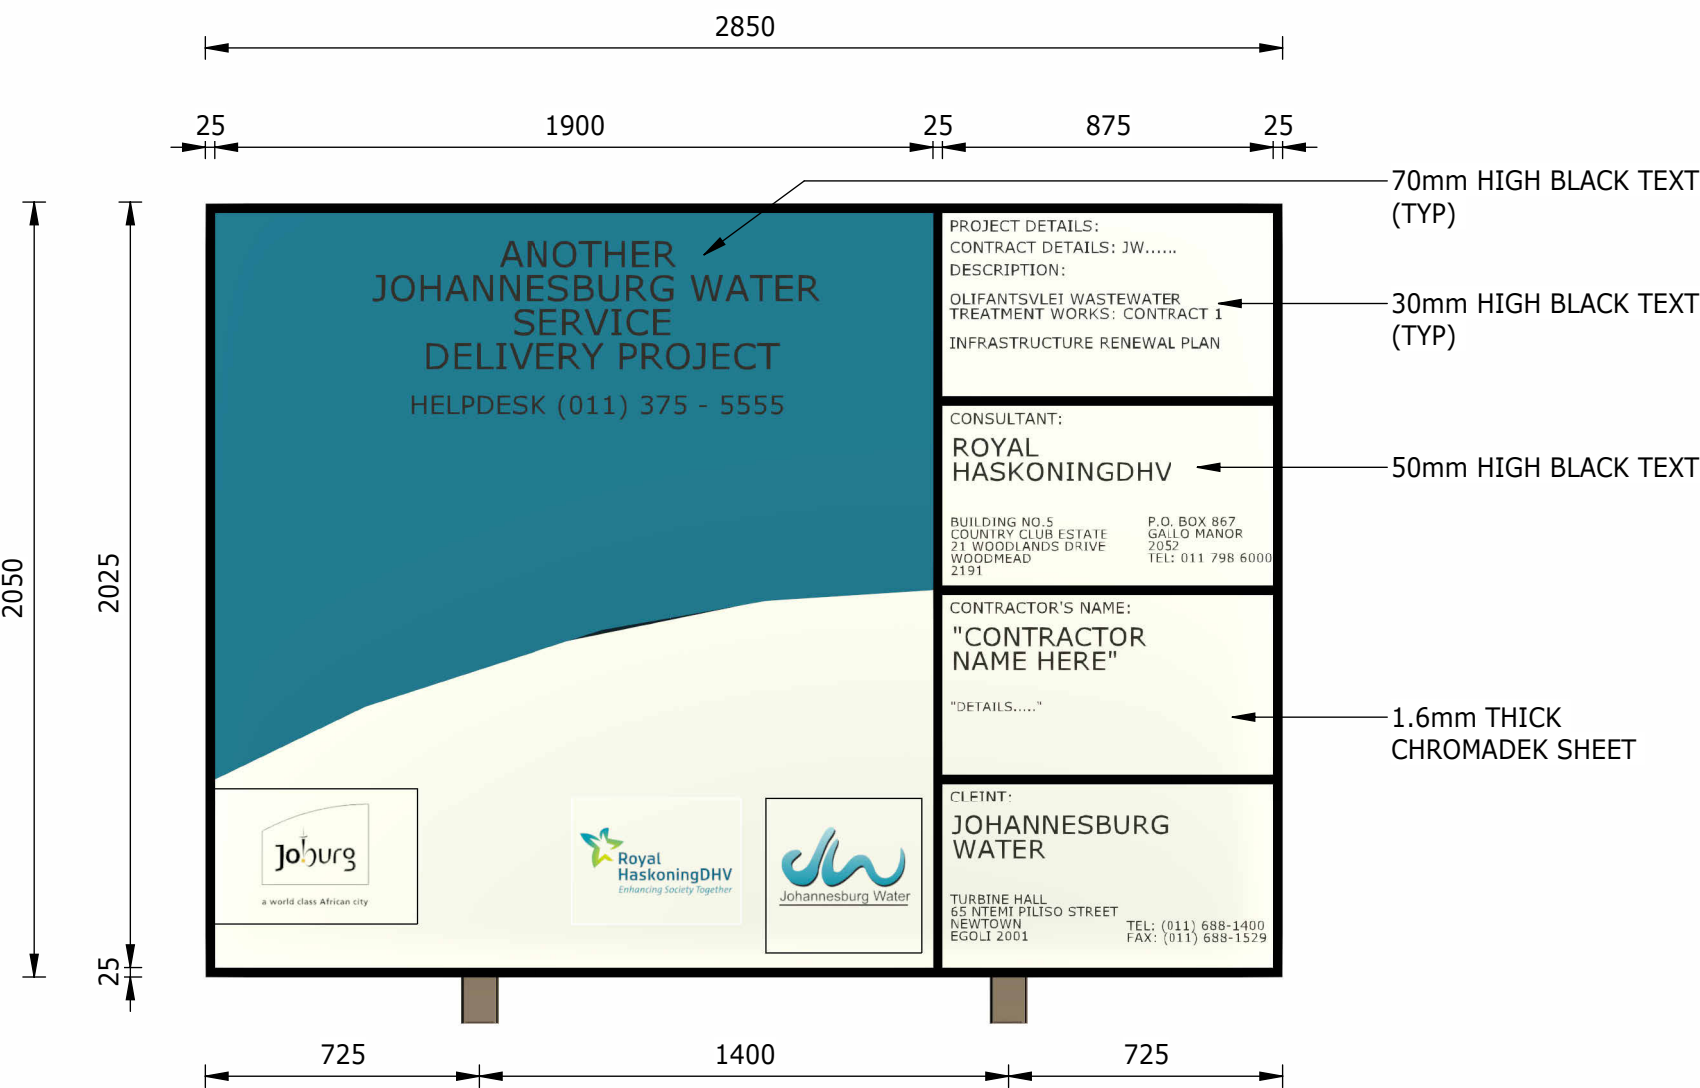 2850
25
1900
25
875
25
70mm HIGH BLACK TEXT
(TYP)
30mm HIGH BLACK TEXT
(TYP)
50mm HIGH BLACK TEXT
1.6mm THICK
CHROMADEK SHEET
2050
2025
25
ANOTHER
JOHANNESBURG WATER
SERVICE
DELIVERY PROJECT
HELPDESK (011) 375 - 5555
Joburg
a world class African city
Royal
HaskoningDHV
Enhancing Society Together
Johannesburg Water
PROJECT DETAILS:
CONTRACT DETAILS: JW......
DESCRIPTION:
OLIFANTSVLEI WASTEWATER
TREATMENT WORKS: CONTRACT 1
INFRASTRUCTURE RENEWAL PLAN
CONSULTANT:
ROYAL
HASKONINGDHV
BUILDING NO.5
COUNTRY CLUB ESTATE
21 WOODLANDS DRIVE
WOODMEAD
2191
P.O. BOX 867
GALLO MANOR
2052
TEL: 011 798 6000
CONTRACTOR'S NAME:
"CONTRACTOR
NAME HERE"
"DETAILS....."
CLEINT:
JOHANNESBURG
WATER
TURBINE HALL
65 NTEMI PILISO STREET
NEWTOWN
EGOLI 2001
TEL: (011) 688-1400
FAX: (011) 688-1529
725
1400
725